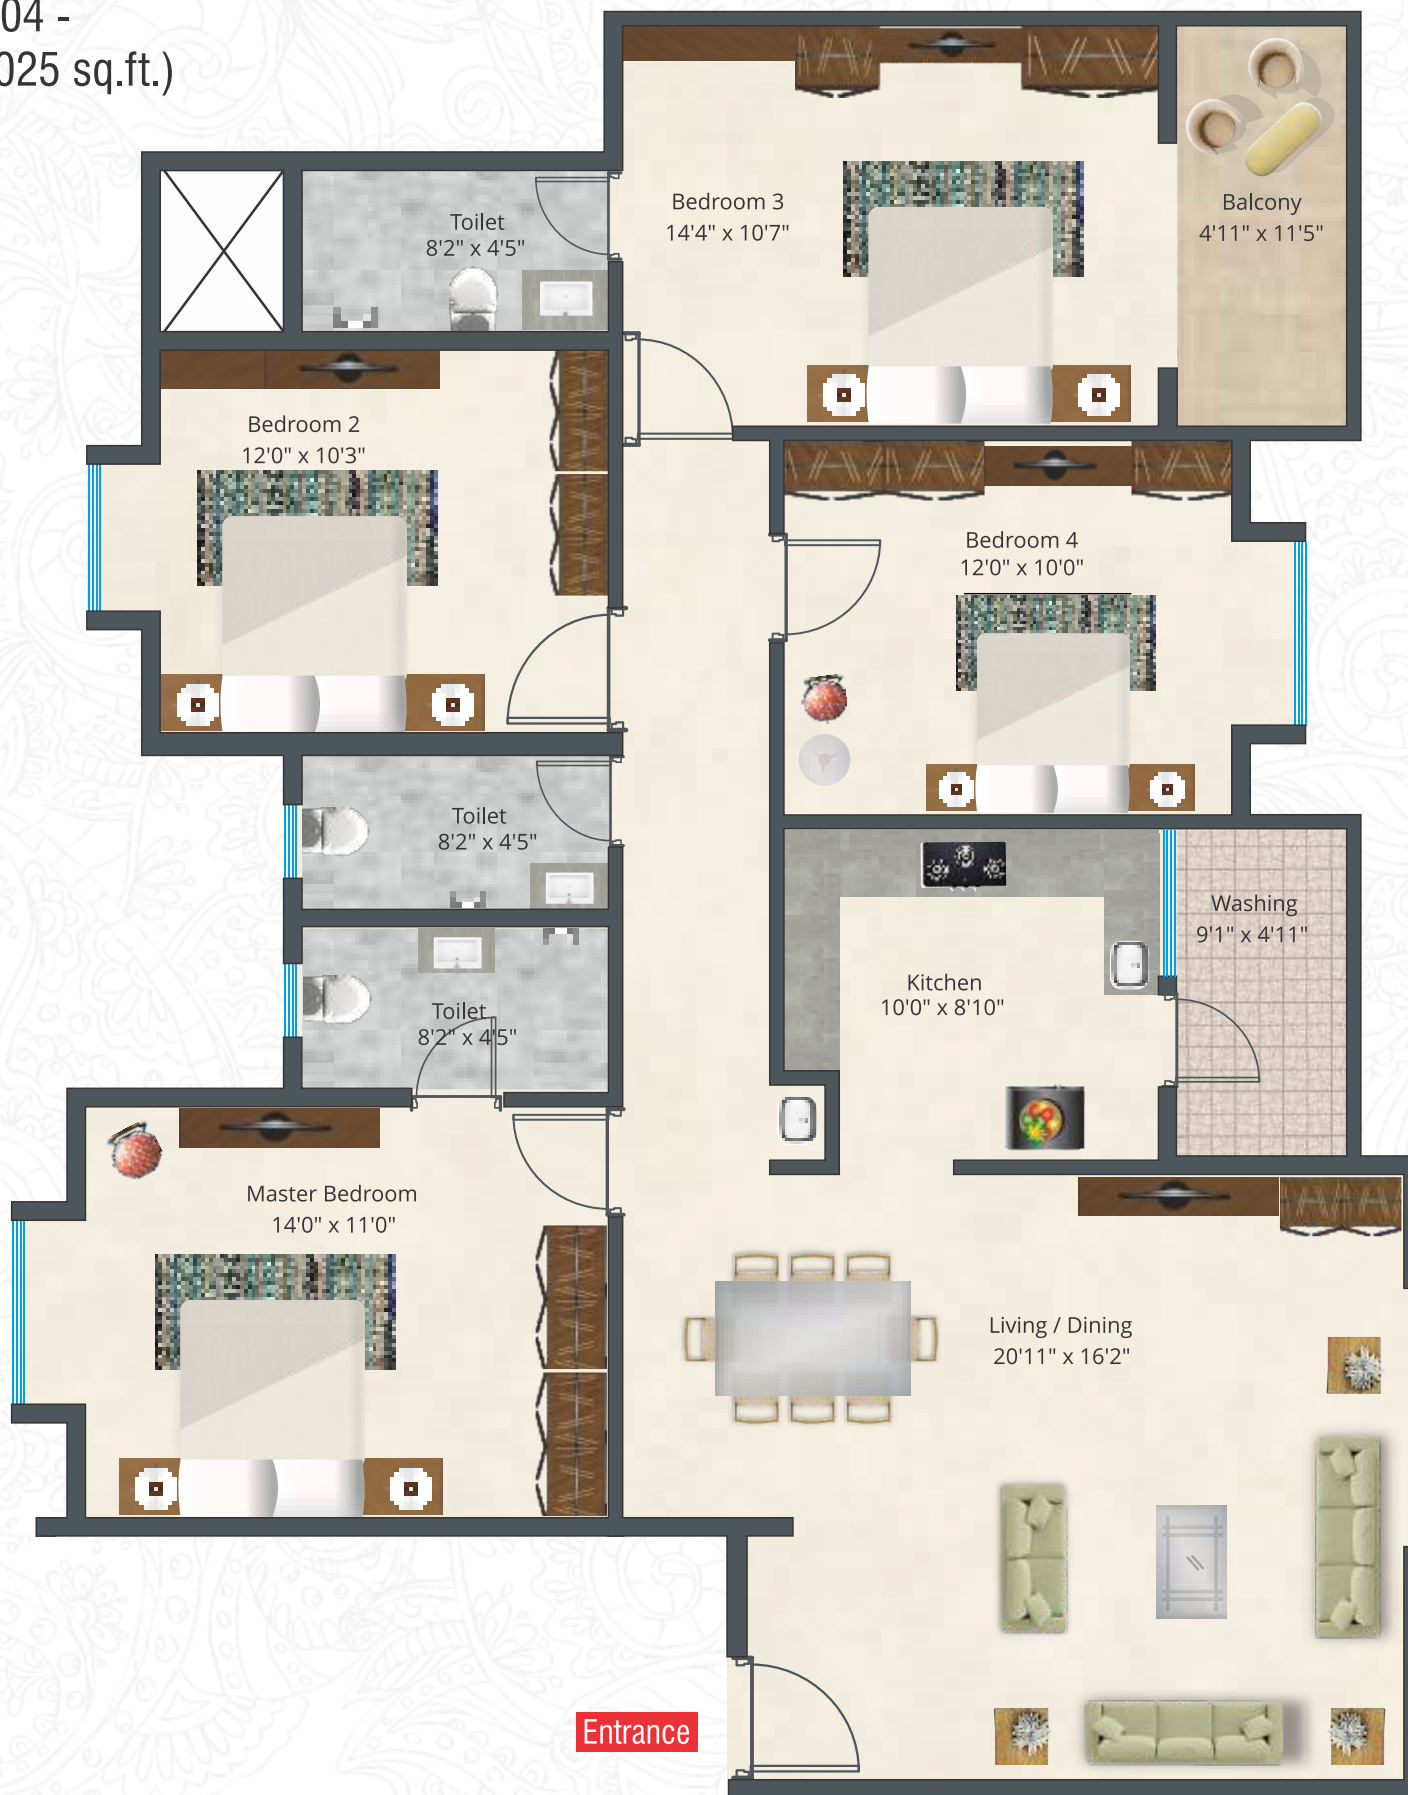 04 -
025 sq.ft.)
Toilet
8'2" x 4'5"
Bedroom 3
14'4" x 10'7"
Balcony
4'11" x 11'5"
Bedroom 2
12'0" x 10'3"
Bedroom 4
12'0" x 10'0"
Toilet
8'2" x 4'5"
Washing
9'1" x 4'11"
Kitchen
10'0" x 8'10"
Toilet
8'2" x 4'5"
Master Bedroom
14'0" x 11'0"
Living / Dining
20'11" x 16'2"
Entrance